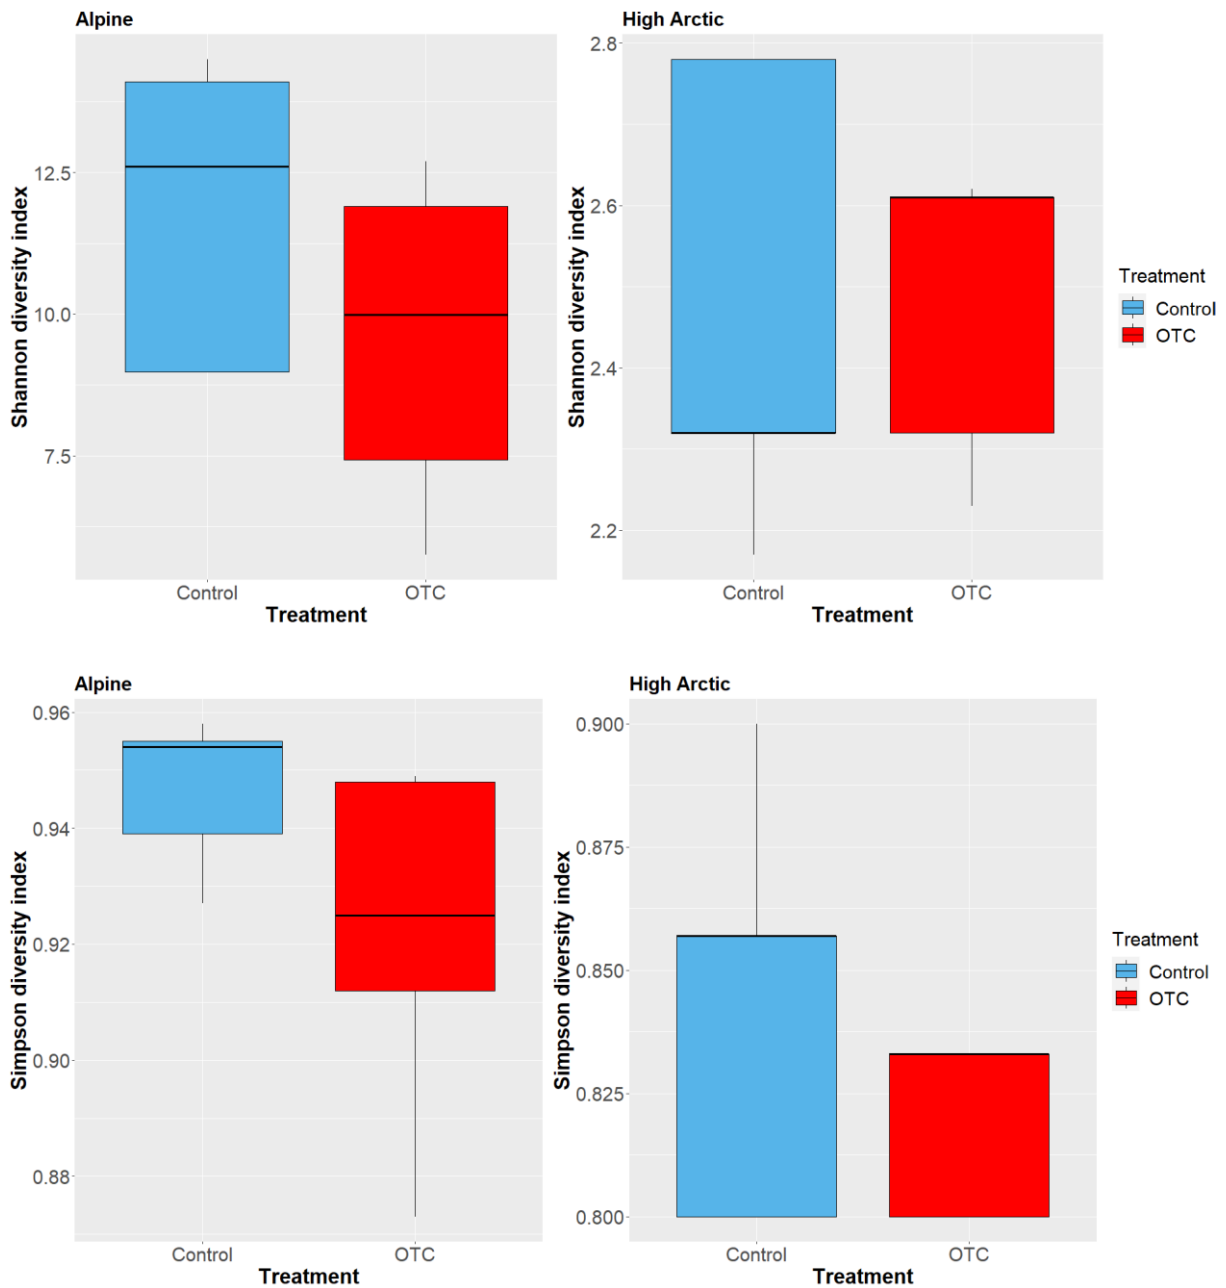 Alpine
High Arctic
Shannon diversity index
12.5
10.0
7.5
Control
OTC
Treatment
Shannon diversity index
2.8
2.6
2.4
2.2
Control
OTC
Treatment
Treatment
Control
OTC
Alpine
High Arctic
Simpson diversity index
0.96
0.94
0.92
0.90
0.88
Control
OTC
Treatment
Simpson diversity index
0.900
0.875
0.850
0.825
0.800
Control
OTC
Treatment
Treatment
Control
OTC